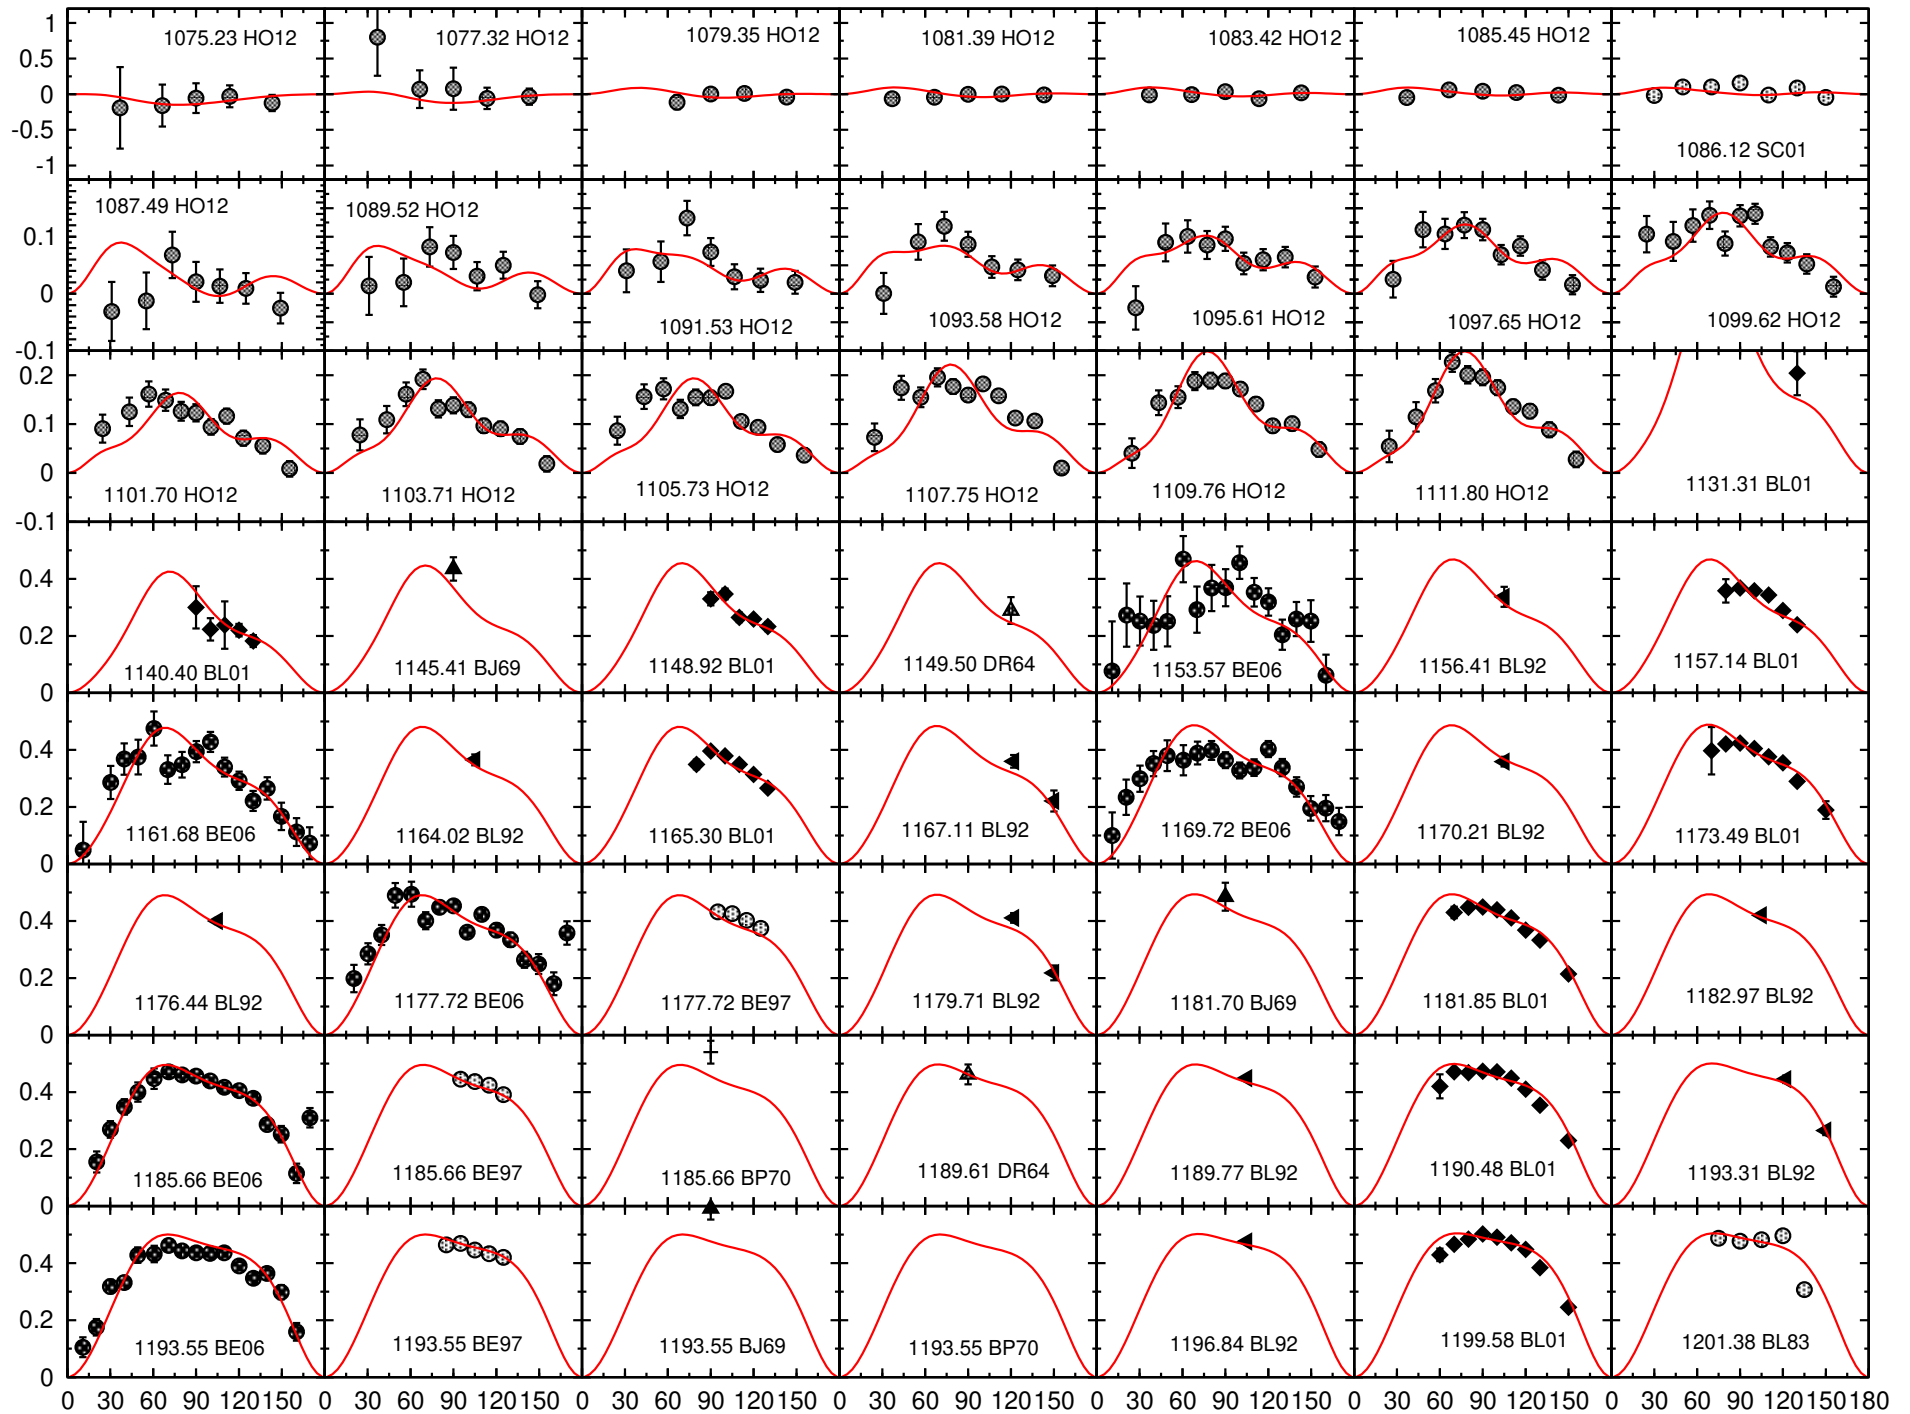 1
0.5
0
-0.5
-1
1075.23 HO12
1077.32 HO12
1079.35 HO12
1081.39 HO12
1083.42 HO12
1085.45 HO12
1086.12 SC01
0.1
0
-0.1
1087.49 HO12
1089.52 HO12
1091.53 HO12
1093.58 HO12
1095.61 HO12
1097.65 HO12
1099.62 HO12
0.2
0.1
0
-0.1
1101.70 HO12
1103.71 HO12
1105.73 HO12
1107.75 HO12
1109.76 HO12
1111.80 HO12
1131.31 BL01
0.4
0.2
0
1140.40 BL01
1145.41 BJ69
1148.92 BL01
1149.50 DR64
1153.57 BE06
1156.41 BL92
1157.14 BL01
0.4
0.2
0
1161.68 BE06
1164.02 BL92
1165.30 BL01
1167.11 BL92
1169.72 BE06
1170.21 BL92
1173.49 BL01
0.4
0.2
0
1176.44 BL92
1177.72 BE06
1177.72 BE97
1179.71 BL92
1181.70 BJ69
1181.85 BL01
1182.97 BL92
0.4
0.2
0
1185.66 BE06
1185.66 BE97
1185.66 BP70
1189.61 DR64
1189.77 BL92
1190.48 BL01
1193.31 BL92
0.4
0.2
0
1193.55 BE06
1193.55 BE97
1193.55 BJ69
1193.55 BP70
1196.84 BL92
1199.58 BL01
1201.38 BL83
0 30 60 90 120 150 0 30 60 90 120 150 0 30 60 90 120 150 0 30 60 90 120 150 0 30 60 90 120 150 0 30 60 90 120 150 0 30 60 90 120 150 180